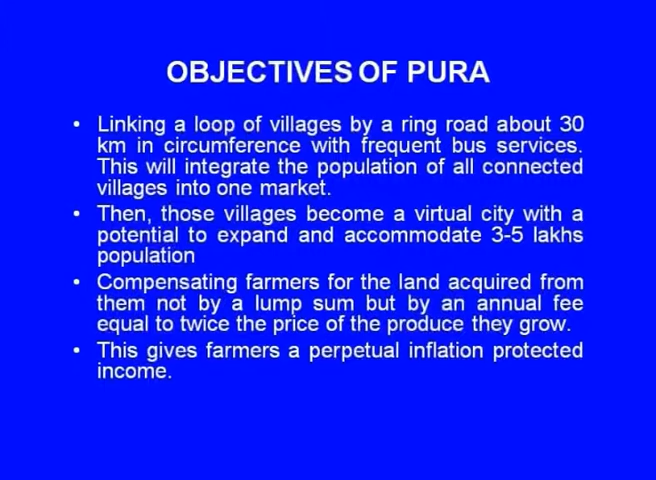 OBJECTIVES OF PURA
• Linking a loop of villages by a ring road about 30
km in circumference with frequent bus services.
This will integrate the population of all connected
villages into one market.
• Then, those villages become a virtual city with a
potential to expand and accommodate 3-5 lakhs
population
• Compensating farmers for the land acquired from
them not by a lump sum but by an annual fee
equal to twice the price of the produce they grow.
• This gives farmers a perpetual inflation protected
income.